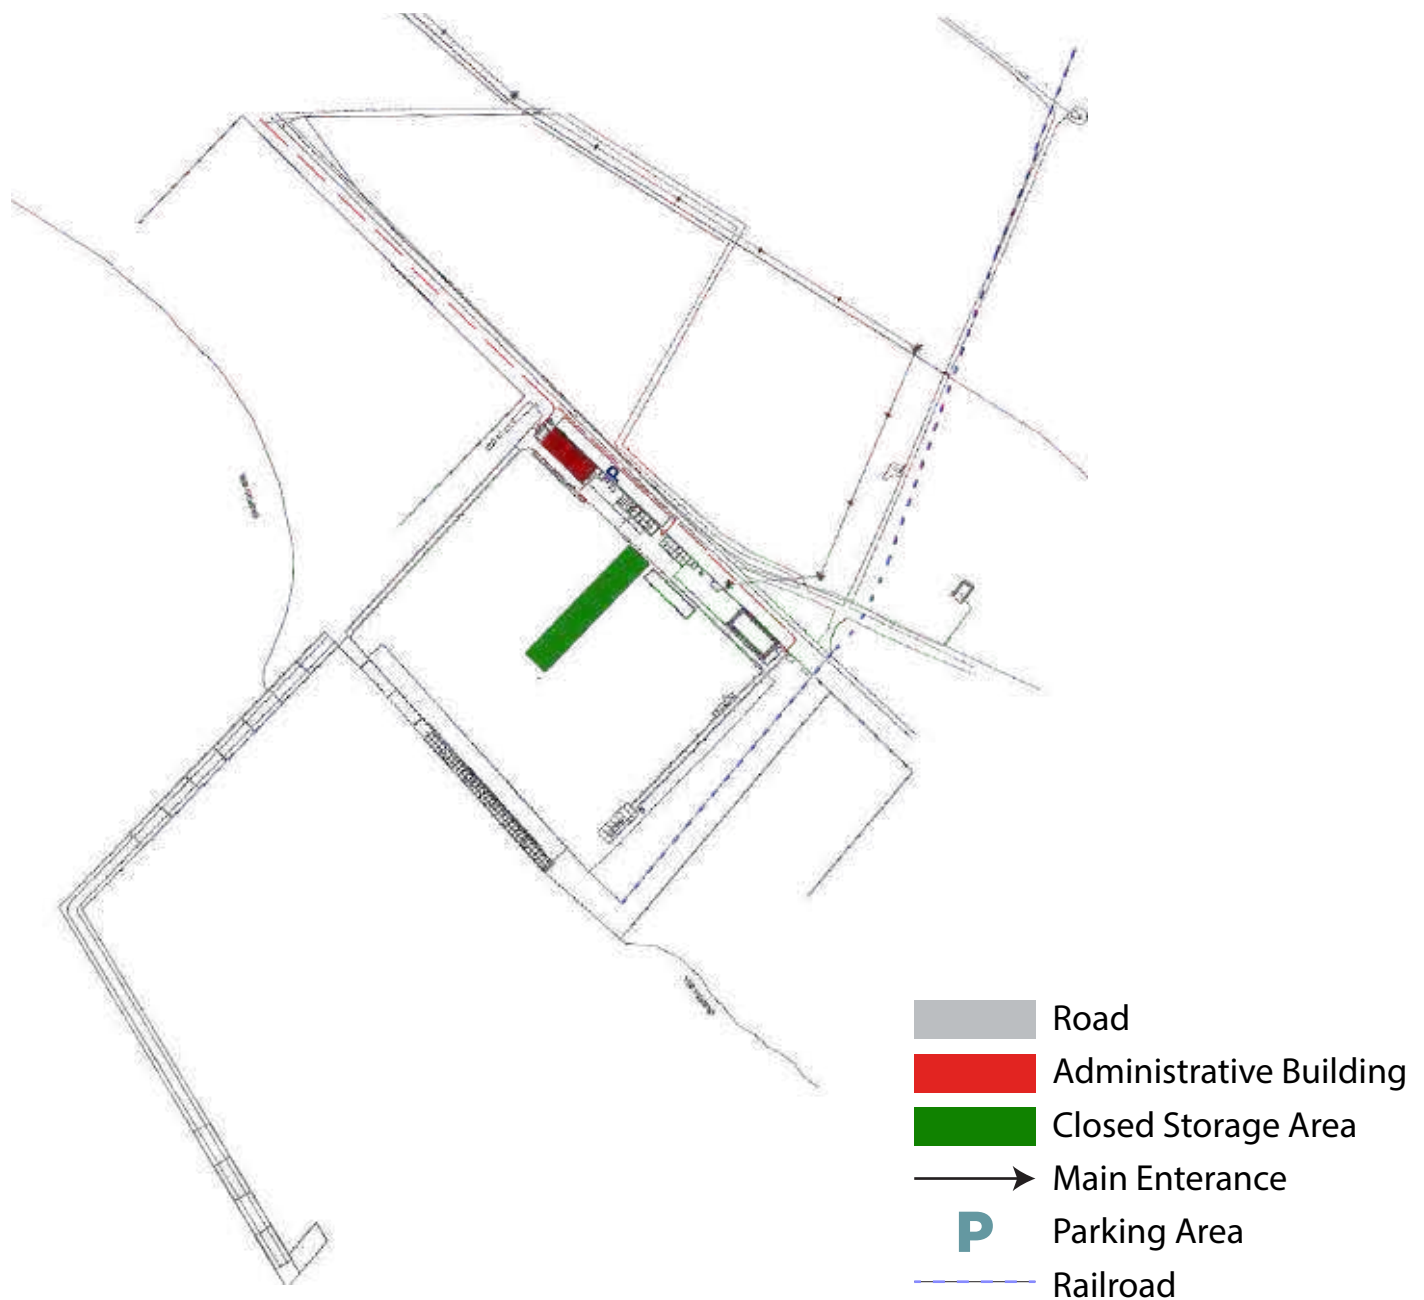 P
Road
Administrative Building
Closed Storage Area
Main Enterance
P Parking Area
Railroad